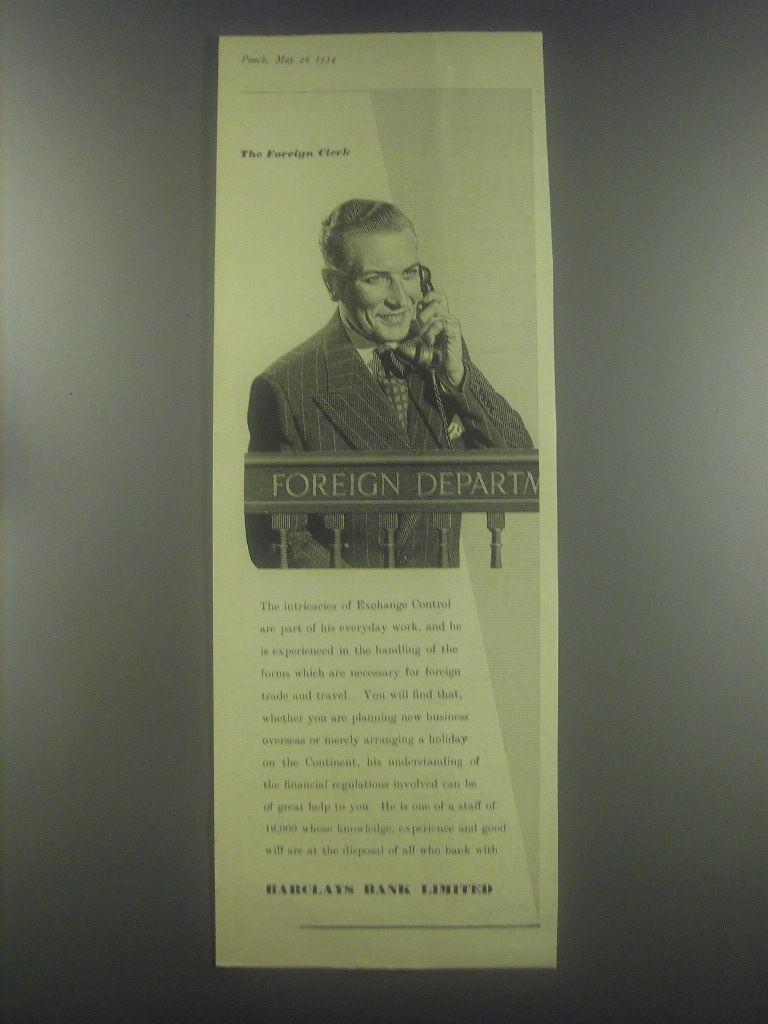 Punch, May 26 1954
The Foreign Clerk
FOREIGN DEPARTM
The intricacies of Exchange Control
are part of his everyday work, and he
is experienced in the handling of the
forms which are necessary for foreign
trade and travel. You will find that,
whether you are planning new business
overseas or merely arranging a holiday
on the Continent, his understanding of
the financial regulations involved can be
of great help to you. He is one of a staff of
19,000 whose knowledge, experience and good
will are at the disposal of all who bank with
BARCLAYS BANK LIMITED